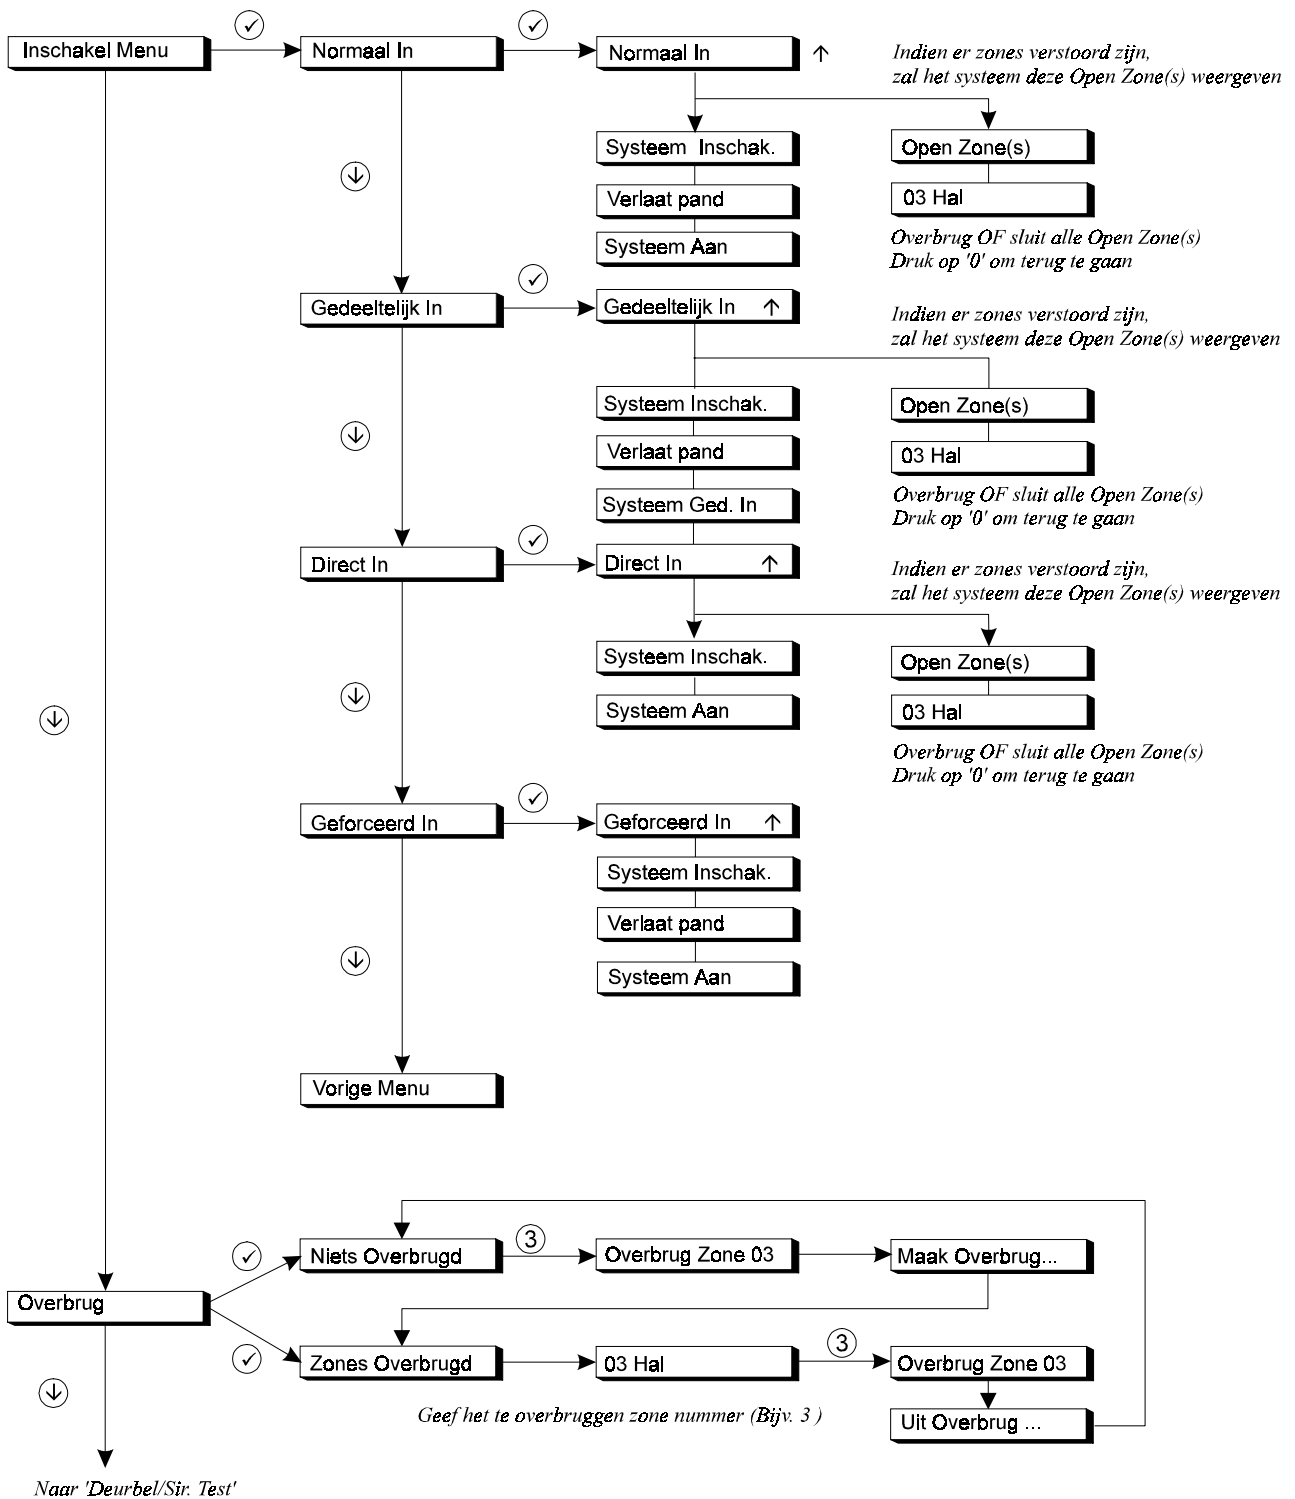 Inschakel Menu
Normaal In
Normaal In
Indien er zones verstoord zijn,
zal het systeem deze Open Zone(s) weergeven
Systeem Inschak.
Open Zone(s)
Verlaat pand
03 Hal
Systeem Aan
Overbrug OF sluit alle Open Zone(s)
Druk op '0' om terug te gaan
Gedeeltelijk In
Gedeeltelijk In
Indien er zones verstoord zijn,
zal het systeem deze Open Zone(s) weergeven
Systeem Inschak.
Open Zone(s)
Verlaat pand
03 Hal
Systeem Ged. In
Overbrug OF sluit alle Open Zone(s)
Druk op '0' om terug te gaan
Direct In
Direct In
Indien er zones verstoord zijn,
zal het systeem deze Open Zone(s) weergeven
Systeem Inschak.
Open Zone(s)
Systeem Aan
03 Hal
Overbrug OF sluit alle Open Zone(s)
Druk op '0' om terug te gaan
Geforceerd In
Geforceerd In
Systeem Inschak.
Verlaat pand
Systeem Aan
Vorige Menu
Niets Overbrugd
3
Overbrug Zone 03
Maak Overbrug...
Overbrug
Zones Overbrugd
03 Hal
3
Overbrug Zone 03
Geef het te overbruggen zone nummer (Bijv. 3 )
Uit Overbrug ...
Naar 'Deurbel/Sir. Test'